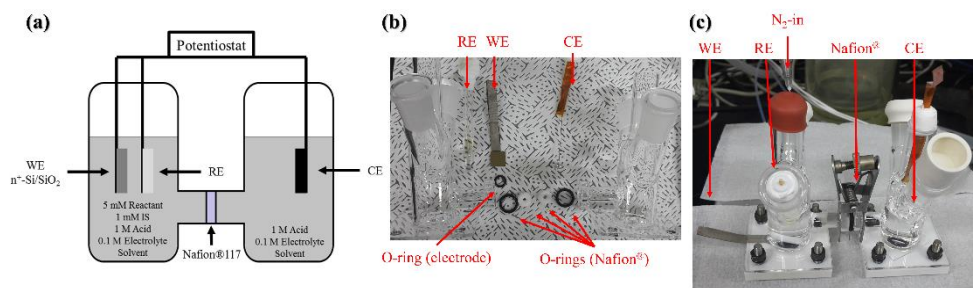 (a)
Potentiostat
WE
n⁺-Si/SiO₂
RE
CE
5 mM Reactant
1 mM IS
1 M Acid
0.1 M Electrolyte
Solvent
1 M Acid
0.1 M Electrolyte
Solvent
Nafion®117
(b)
RE WE CE
O-ring (electrode)
O-rings (Nafion®)
(c)
N₂-in
WE RE Nafion® CE